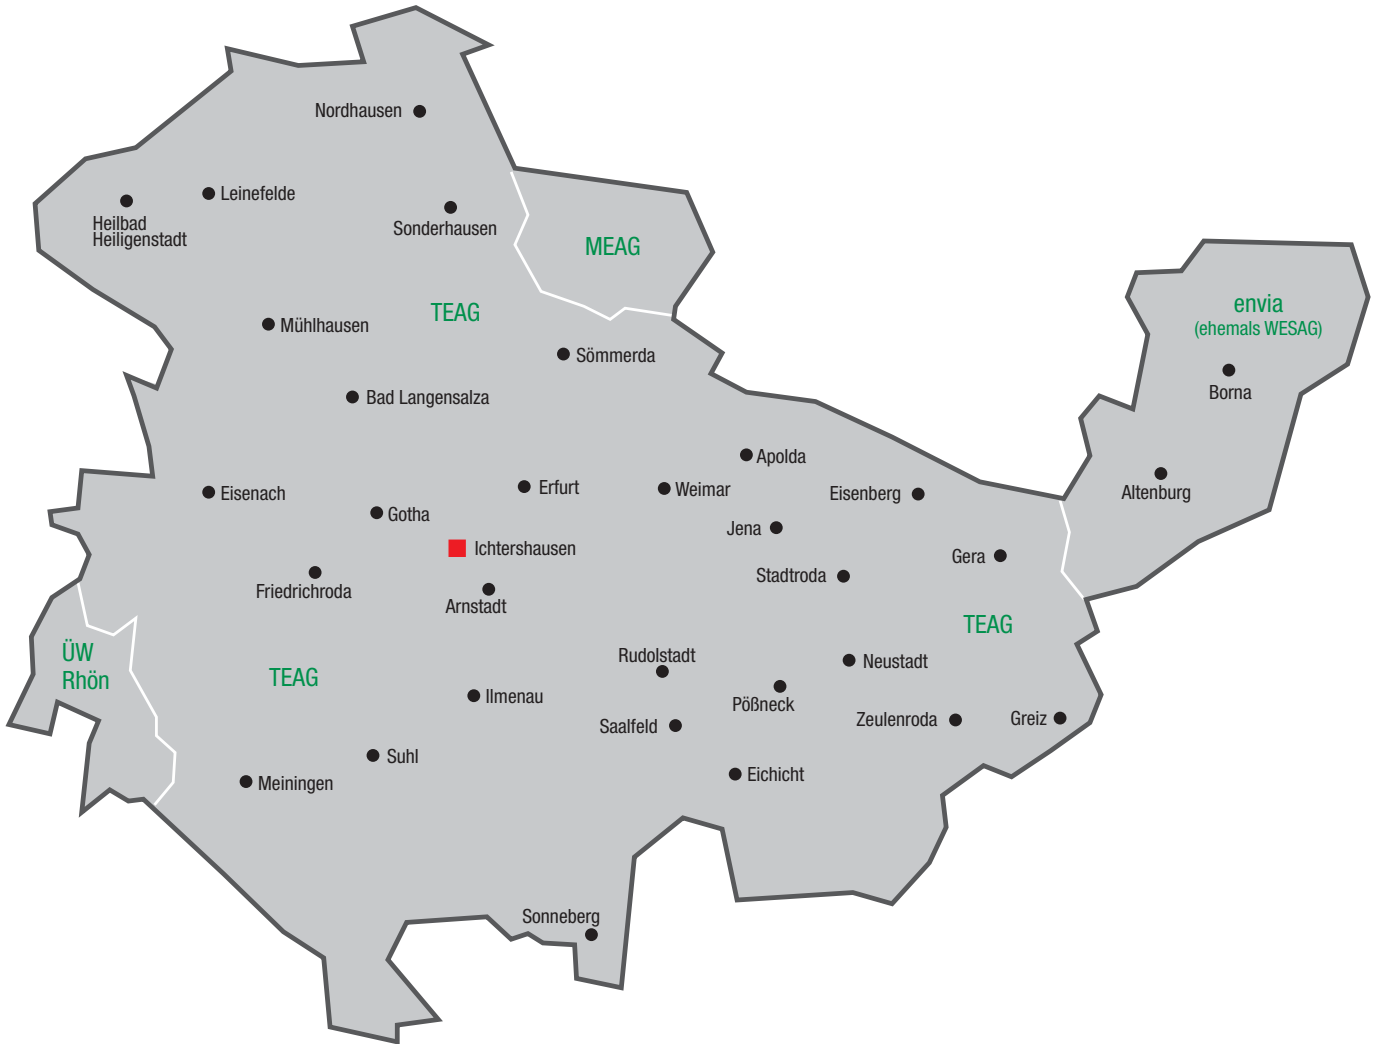 Nordhausen
Leinefelde
Heilbad
Heiligenstadt
Sonderhausen
MEAG
TEAG
envia
(ehemals WESAG)
Mühlhausen
Sömmerda
Borna
Bad Langensalza
Apolda
Altenburg
Eisenach
Erfurt
Weimar
Eisenberg
Gotha
Jena
Ichtershausen
Gera
Stadtroda
Friedrichroda
Arnstadt
TEAG
ÜW
Rhön
TEAG
Rudolstadt
Neustadt
Ilmenau
Pößneck
Saalfeld
Zeulenroda
Greiz
Suhl
Eichicht
Meiningen
Sonneberg